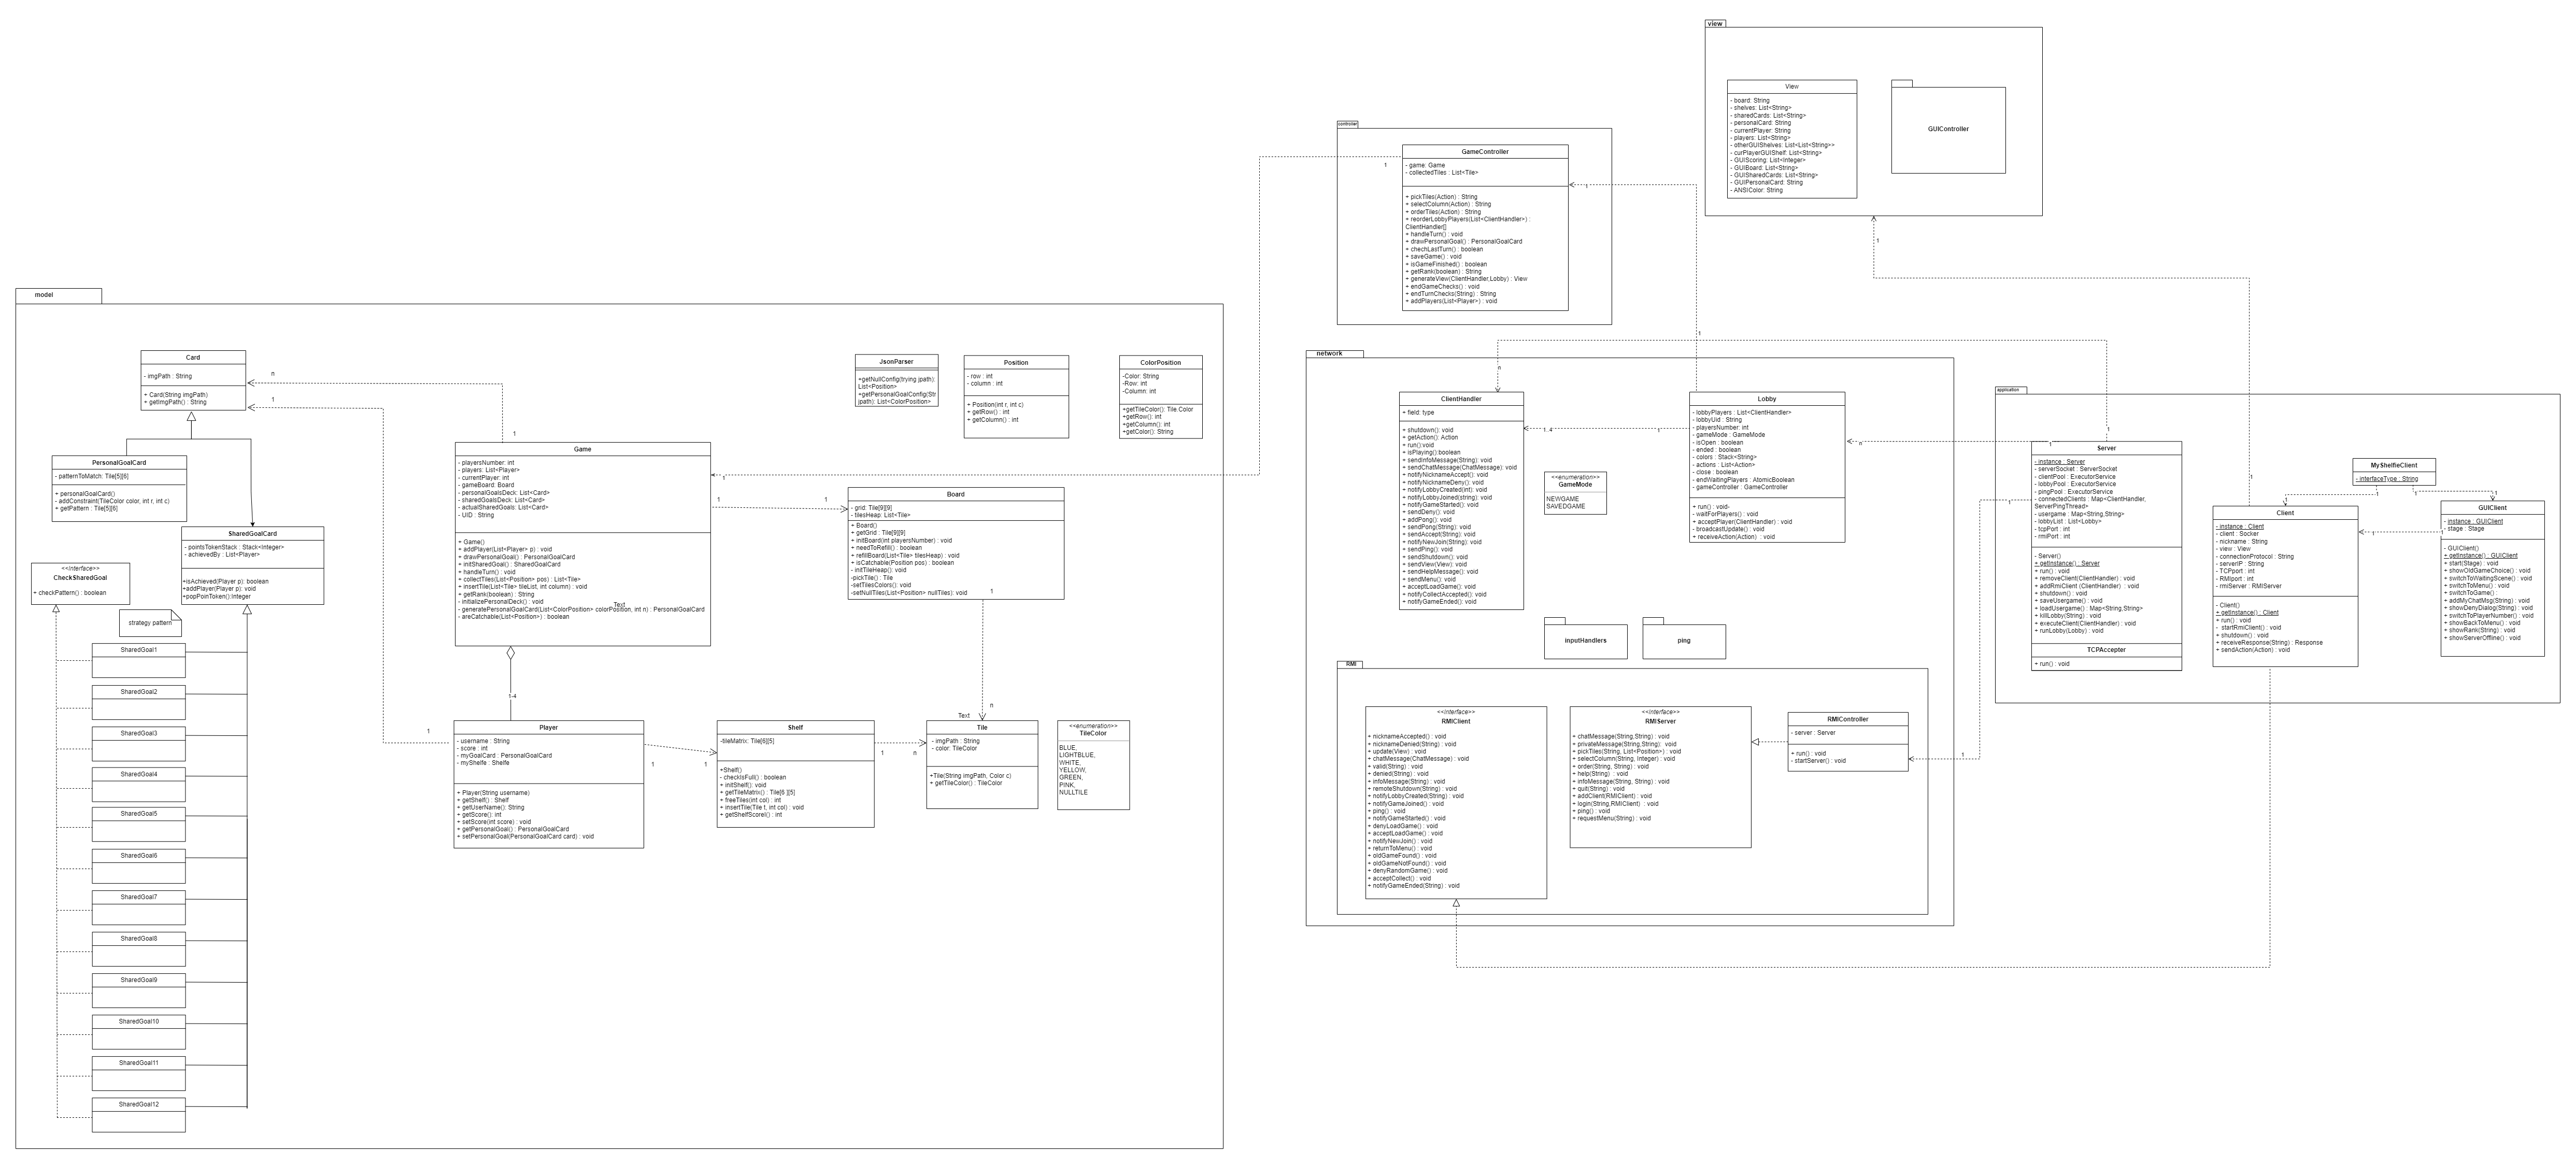 view
View
- board: String
- shelves: List<String>
- sharedCards: List<String>
- personalCard: String
- currentPlayer: String
- players: List<String>
- otherGUIShelves: List<List<String>>
- curPlayerGUIShelf: List<String>
- GUIScoring: List<Integer>
- GUIBoard: List<String>
- GUISharedCards: List<String>
- GUIPersonalCard: String
- ANSIColor: String
GUIController
1
1
controller
GameController
- game: Game
- collectedTiles : List<Tile>
+ pickTiles(Action) : String
+ selectColumn(Action) : String
+ orderTiles(Action) : String
+ reorderLobbyPlayers(List<ClientHandler>) :
ClientHandler[]
+ handleTurn() : void
+ drawPersonalGoal() : PersonalGoalCard
+ chechLastTurn() : boolean
+ saveGame() : void
+ isGameFinished() : boolean
+ getRank(boolean) : String
+ generateView(ClientHandler,Lobby) : View
+ endGameChecks() : void
+ endTurnChecks(String) : String
+ addPlayers(List<Player>) : void
1
1
1
1
model
Card
- imgPath : String
+ Card(String imgPath)
+ getImgPath() : String
n
1
1
1
PersonalGoalCard
- patternToMatch: Tile[5][6]
+ personalGoalCard()
- addConstraint(TileColor color, int r, int c)
+ getPattern : Tile[5][6]
SharedGoalCard
- pointsTokenStack : Stack<Integer>
- achievedBy : List<Player>
+isAchieved(Player p): boolean
+addPlayer(Player p): void
+popPoinToken():Integer
<<interface>>
CheckSharedGoal
+ checkPattern() : boolean
strategy pattern
SharedGoal1
SharedGoal2
SharedGoal3
SharedGoal4
SharedGoal5
SharedGoal6
SharedGoal7
SharedGoal8
SharedGoal9
SharedGoal10
SharedGoal11
SharedGoal12
Game
- playersNumber: int
- players: List<Player>
- currentPlayer: int
- gameBoard: Board
- personalGoalsDeck: List<Card>
- sharedGoalsDeck: List<Card>
- actualSharedGoals: List<Card>
- UID : String
+ Game()
+ addPlayer(List<Player> p) : void
+ drawPersonalGoal() : PersonalGoalCard
+ initSharedGoal() : SharedGoalCard
+ handleTurn() : void
+ collectTiles(List<Position> pos) : List<Tile>
+ insertTile(List<Tile> tileList, int column) : void
+ getRank(boolean) : String
- initializePersonalDeck() : void
Text
- generatePersonalGoalCard(List<ColorPosition> colorPosition, int n) : PersonalGoalCard
- areCatchable(List<Position>) : boolean
1
1
1-4
JsonParser
+getNullConfig(trying jpath):
List<Position>
+getPersonalGoalConfig(Str
jpath): List<ColorPosition>
Position
- row : int
- column : int
+ Position(int r, int c)
+ getRow() : int
+ getColumn() : int
ColorPosition
-Color: String
-Row: int
-Column: int
+getTileColor(): Tile.Color
+getRow(): int
+getColumn(): int
+getColor(): String
Board
- grid: Tile[9][9]
- tilesHeap: List<Tile>
+ Board()
+ getGrid : Tile[9][9]
+ initBoard(int playersNumber) : void
+ needToRefill() : boolean
+ refillBoard(List<Tile> tilesHeap) : void
+ isCatchable(Position pos) : boolean
- initTileHeap(): void
-pickTile() : Tile
-setTilesColors(): void
-setNullTiles(List<Position> nullTiles): void
1
n
Text
Player
- username : String
- score : int
- myGoalCard : PersonalGoalCard
- myShelfe : Shelfe
+ Player(String username)
+ getShelf() : Shelf
+ getUserName(): String
+ getScore(): int
+ setScore(int score) : void
+ getPersonalGoal() : PersonalGoalCard
+ setPersonalGoal(PersonalGoalCard card) : void
1
1
Shelf
-tileMatrix: Tile[6][5]
+Shelf()
- checkIsFull() : boolean
+ initShelf(): void
+ getTileMatrix() : Tile[6 ][5]
+ freeTiles(int col) : int
+ insertTile(Tile t, int col) : void
+ getShelfScorel() : int
1
n
Tile
- imgPath : String
- color: TileColor
+Tile(String imgPath, Color c)
+ getTileColor() : TileColor
<<enumeration>>
TileColor
BLUE,
LIGHTBLUE,
WHITE,
YELLOW,
GREEN,
PINK,
NULLTILE
network
ClientHandler
+ field: type
+ shutdown(): void
+ getAction(): Action
+ run():void
+ isPlaying():boolean
+ sendInfoMessage(String): void
+ sendChatMessage(ChatMessage): void
+ notifyNicknameAccept(): void
+ notifyNicknameDeny(): void
+ notifyLobbyCreated(int): void
+ notifyLobbyJoined(string): void
+ notifyGameStarted(): void
+ sendDeny(): void
+ addPong(): void
+ sendPong(String): void
+ sendAccept(String): void
+ notifyNewJoin(String): void
+ sendPing(): void
+ sendShutdown(): void
+ sendView(View): void
+ sendHelpMessage(): void
+ sendMenu(): void
+ acceptLoadGame(): void
+ notifyCollectAccepted(): void
+ notifyGameEnded(): void
n
1..4
1
Lobby
- lobbyPlayers : List<ClientHandler>
- lobbyUid : String
- playersNumber: int
- gameMode : GameMode
- isOpen : boolean
- ended : boolean
- colors : Stack<String>
- actions : List<Action>
- close : boolean
- endWaitingPlayers : AtomicBoolean
- gameController : GameController
+ run() : void-
- waitForPlayers() : void
+ acceptPlayer(ClientHandler) : void
- broadcastUpdate() : void
+ receiveAction(Action)  : void
<<enumeration>>
GameMode
NEWGAME
SAVEDGAME
inputHandlers
ping
RMI
<<interface>>
RMIClient
+ nicknameAccepted() : void
+ nicknameDenied(String) : void
+ update(View) : void
+ chatMessage(ChatMessage) : void
+ valid(String) : void
+ denied(String) : void
+ infoMessage(String) : void
+ remoteShutdown(String) : void
+ notifyLobbyCreated(String) : void
+ notifyGameJoined() : void
+ ping() : void
+ notifyGameStarted() : void
+ denyLoadGame() : void
+ acceptLoadGame() : void
+ notifyNewJoin() : void
+ returnToMenu() : void
+ oldGameFound() : void
+ oldGameNotFound() : void
+ denyRandomGame() : void
+ acceptCollect() : void
+ notifyGameEnded(String) : void
<<interface>>
RMIServer
+ chatMessage(String,String) : void
+ privateMessage(String,String):  void
+ pickTiles(String, List<Position>) : void
+ selectColumn(String, Integer) : void
+ order(String, String) : void
+ help(String)  : void
+ infoMessage(String, String) : void
+ quit(String) : void
+ addClient(RMIClient) : void
+ login(String,RMIClient) : void
+ ping() : void
+ requestMenu(String) : void
RMIController
- server : Server
+ run() : void
- startServer() : void
1
1
application
n
1
1
Server
- instance : Server
- serverSocket : ServerSocket
- clientPool : ExecutorService
- lobbyPool : ExecutorService
- pingPool : ExecutorService
- connectedClients : Map<ClientHandler,
ServerPingThread>
- usergame : Map<String,String>
- lobbyList : List<Lobby>
- tcpPort : int
- rmiPort : int
- Server()
+ getInstance() : Server
+ run() : void
+ removeClient(ClientHandler) : void
+ addRmiClient (ClientHandler)  : void
+ shutdown() : void
+ saveUsergame() : void
+ loadUsergame() : Map<String,String>
+ killLobby(String) : void
+ executeClient(ClientHandler) : void
+ runLobby(Lobby) : void
TCPAccepter
+ run() : void
Client
- instance : Client
- client : Socker
- nickname : String
- view : View
- connectionProtocol : String
- serverIP : String
- TCPport : int
- RMIport : int
- rmiServer : RMIServer
- Client()
+ getInstance() : Client
+ run() : void
-  startRmiClient() : void
+ shutdown() : void
+ receiveResponse(String) : Response
+ sendAction(Action) : void
MyShelfieClient
- interfaceType : String
1
1
1
1
1
GUIClient
- instance : GUIClient
- stage : Stage
- GUIClient()
+ getInstance() : GUIClient
+ start(Stage) : void
+ showOldGameChoice() : void
+ switchToWaitingScene() : void
+ switchToMenu() : void
+ switchToGame() :
+ addMyChatMsg(String) : void
+ showDenyDialog(String) : void
+ switchToPlayerNumber() : void
+ showBackToMenu() : void
+ showRank(String) : void
+ showServerOffline() : void